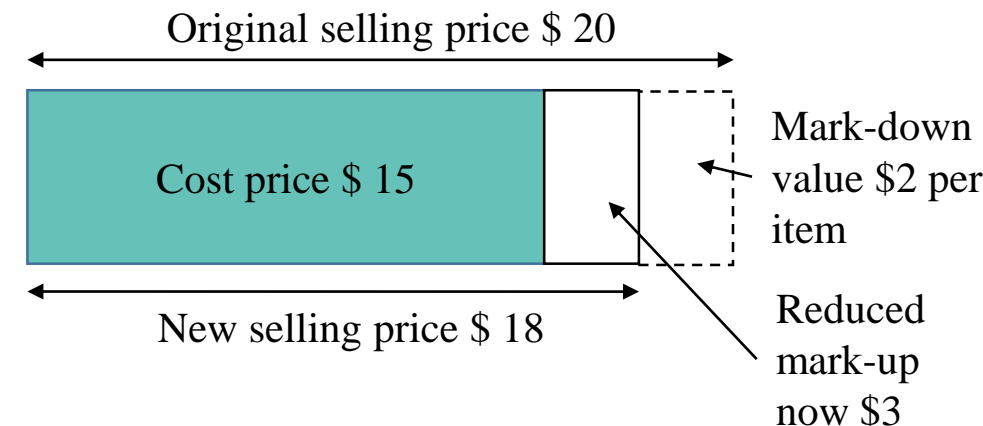 Original selling price $ 20
Cost price $ 15
Mark-down
value $2 per
item
New selling price $ 18
Reduced
mark-up
now $3